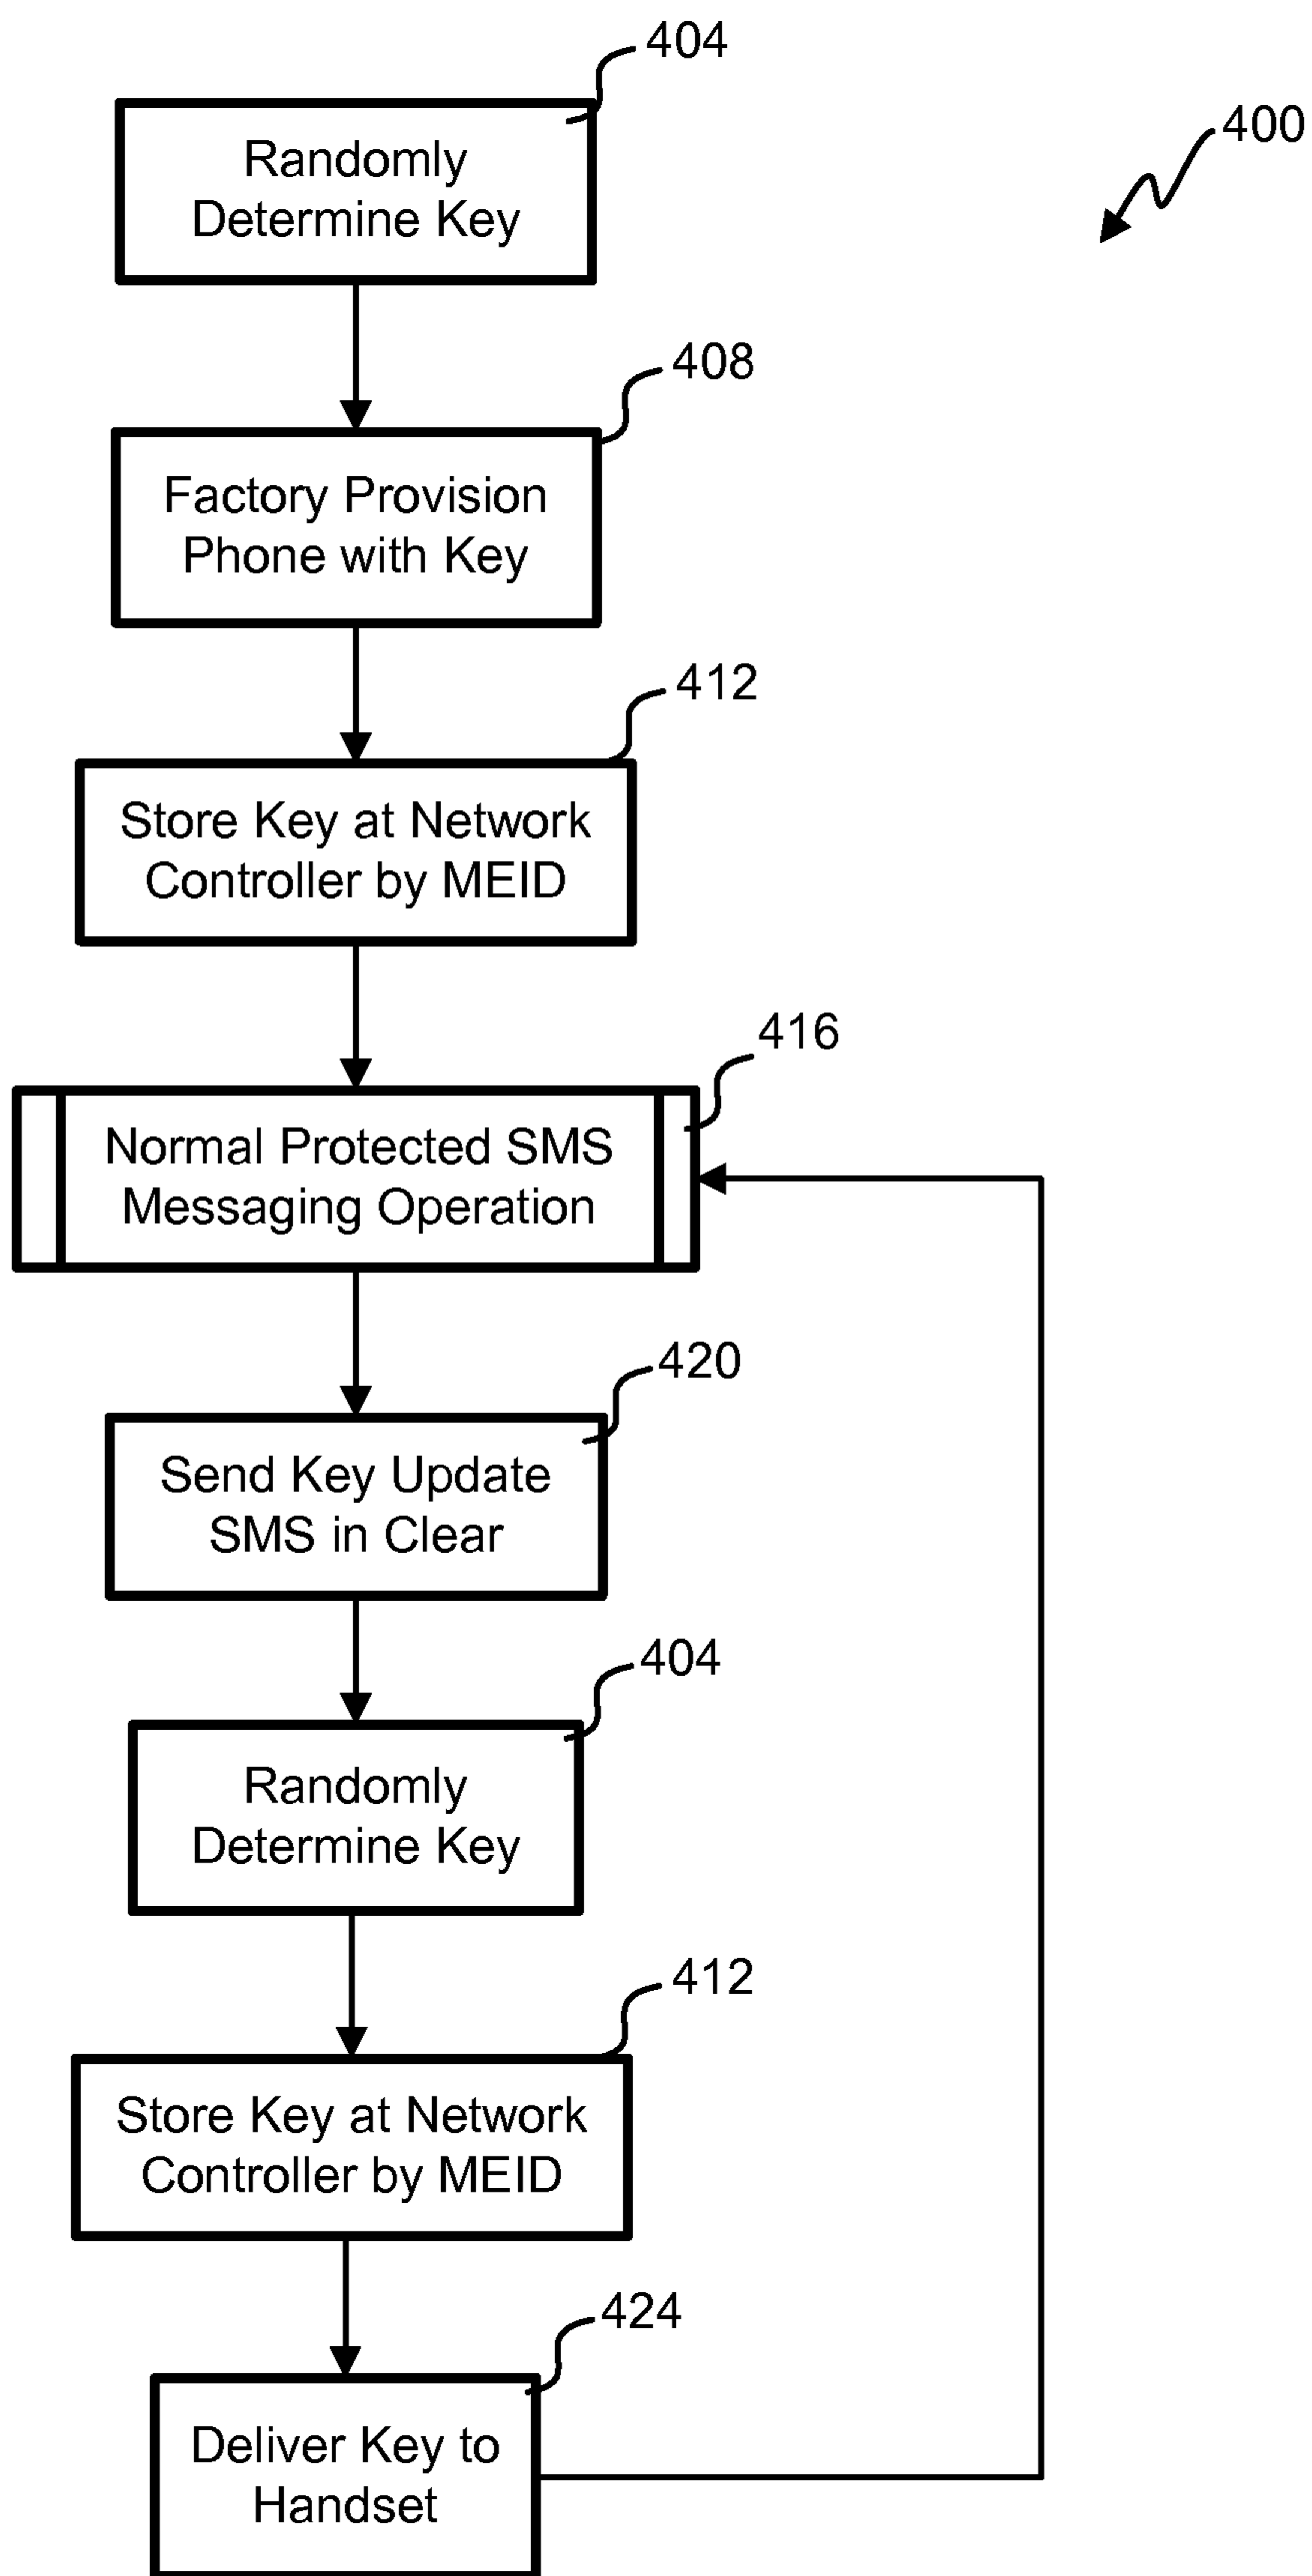 404
400
Randomly
Determine Key
408
Factory Provision
Phone with Key
412
Store Key at Network
Controller by MEID
416
Normal Protected SMS
Messaging Operation
420
Send Key Update
SMS in Clear
404
Randomly
Determine Key
412
Store Key at Network
Controller by MEID
424
Deliver Key to
Handset